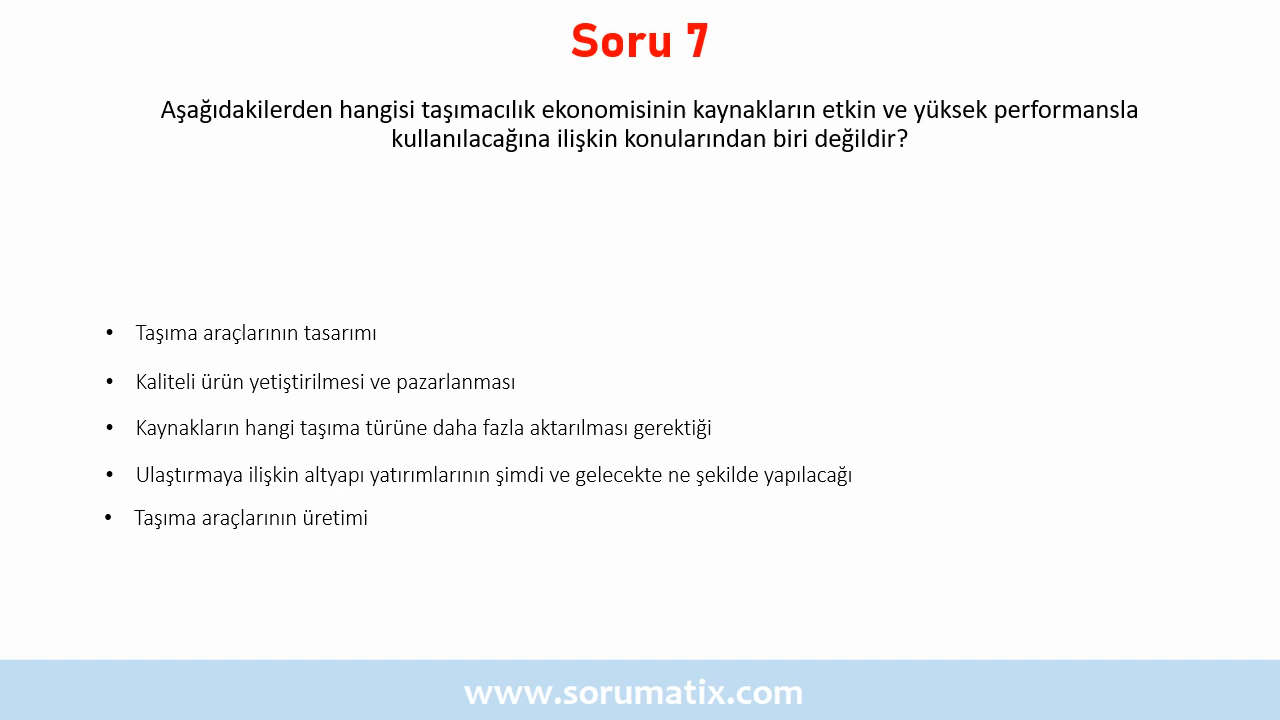 Soru 7
Aşağıdakilerden hangisi taşımacılık ekonomisinin kaynakların etkin ve yüksek performansla
kullanılacağına ilişkin konularından biri değildir?
• Taşıma araçlarının tasarımı
• Kaliteli ürün yetiştirilmesi ve pazarlanması
• Kaynakların hangi taşıma türüne daha fazla aktarılması gerektiği
• Ulaştırmaya ilişkin altyapı yatırımlarının şimdi ve gelecekte ne şekilde yapılacağı
• Taşıma araçlarının üretimi
www.sorumatix.com